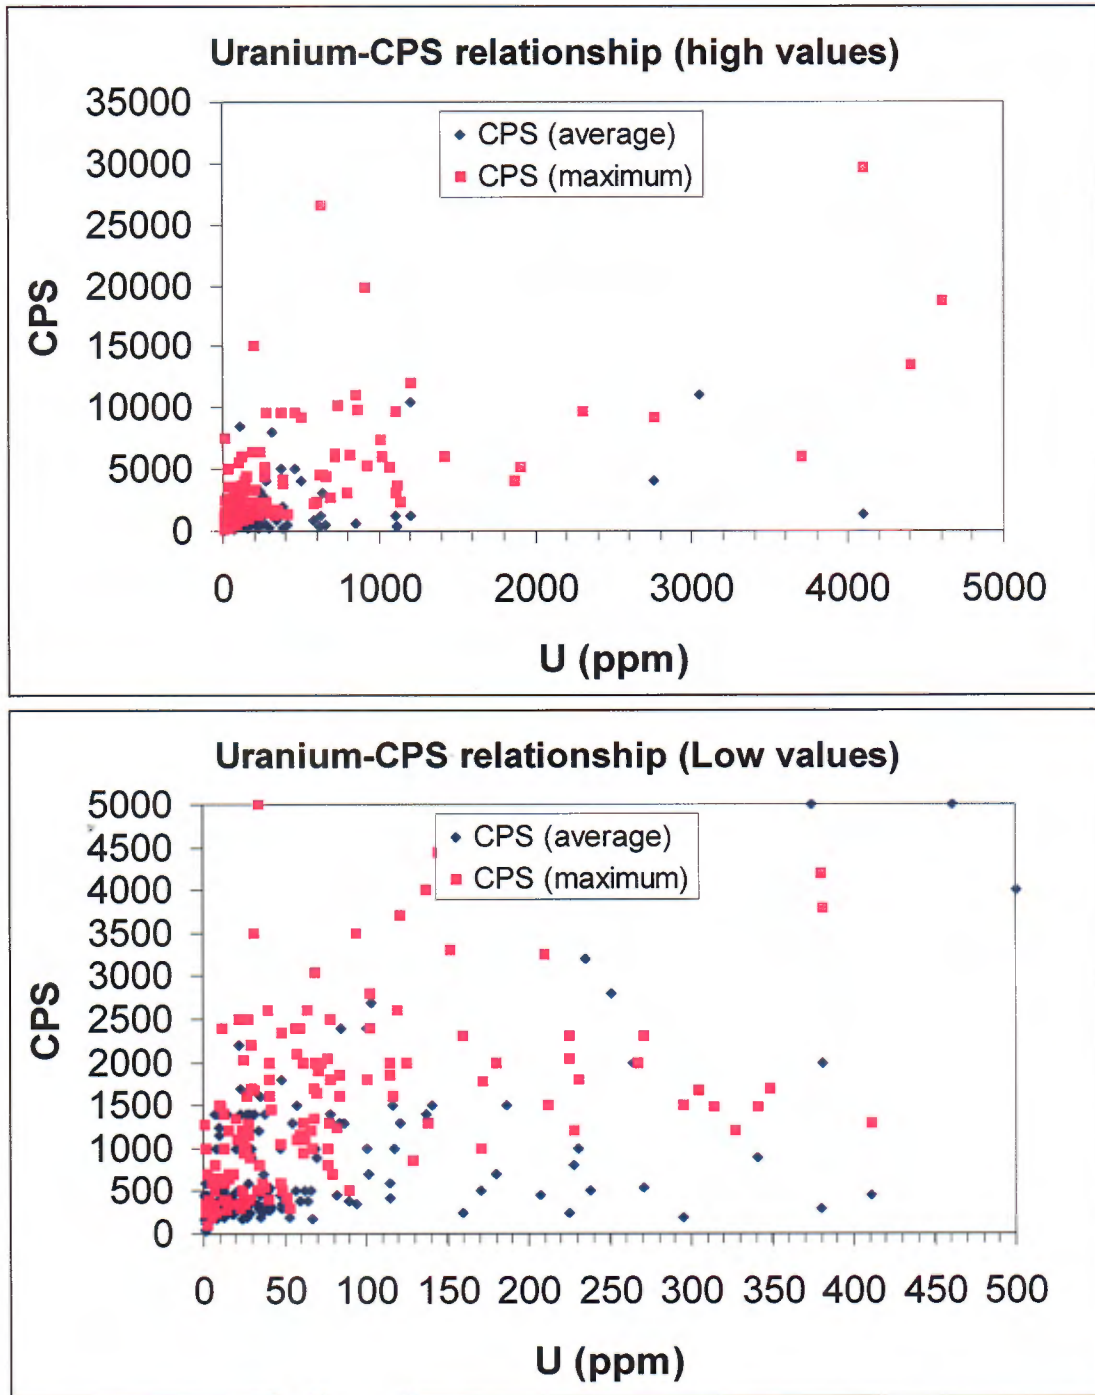 Uranium-CPS relationship (high values)
35000
30000
25000
20000
15000
10000
5000
0
CPS
CPS (average)
CPS (maximum)
0 1000 2000 3000 4000 5000
U (ppm)
Uranium-CPS relationship (Low values)
5000
4500
4000
3500
3000
2500
2000
1500
1000
500
0
CPS
CPS (average)
CPS (maximum)
0 50 100 150 200 250 300 350 400 450 500
U (ppm)